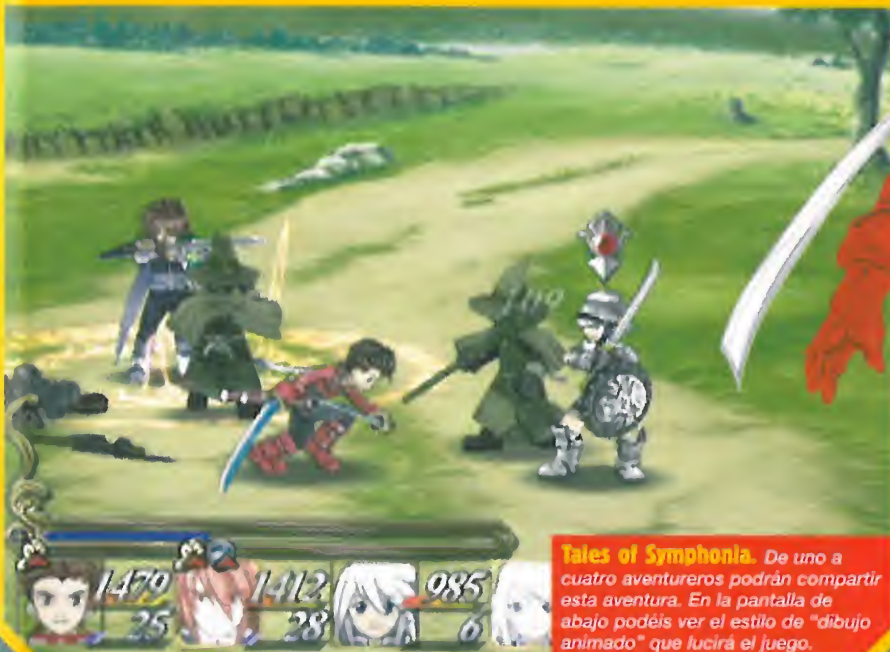 109
1479
25
1412
28
985
6
Tales of Symphonia. De uno a
cuatro aventureros podrán compartir
esta aventura. En la pantalla de
abajo podéis ver el estilo de "dibujo
animado" que lucirá el juego.